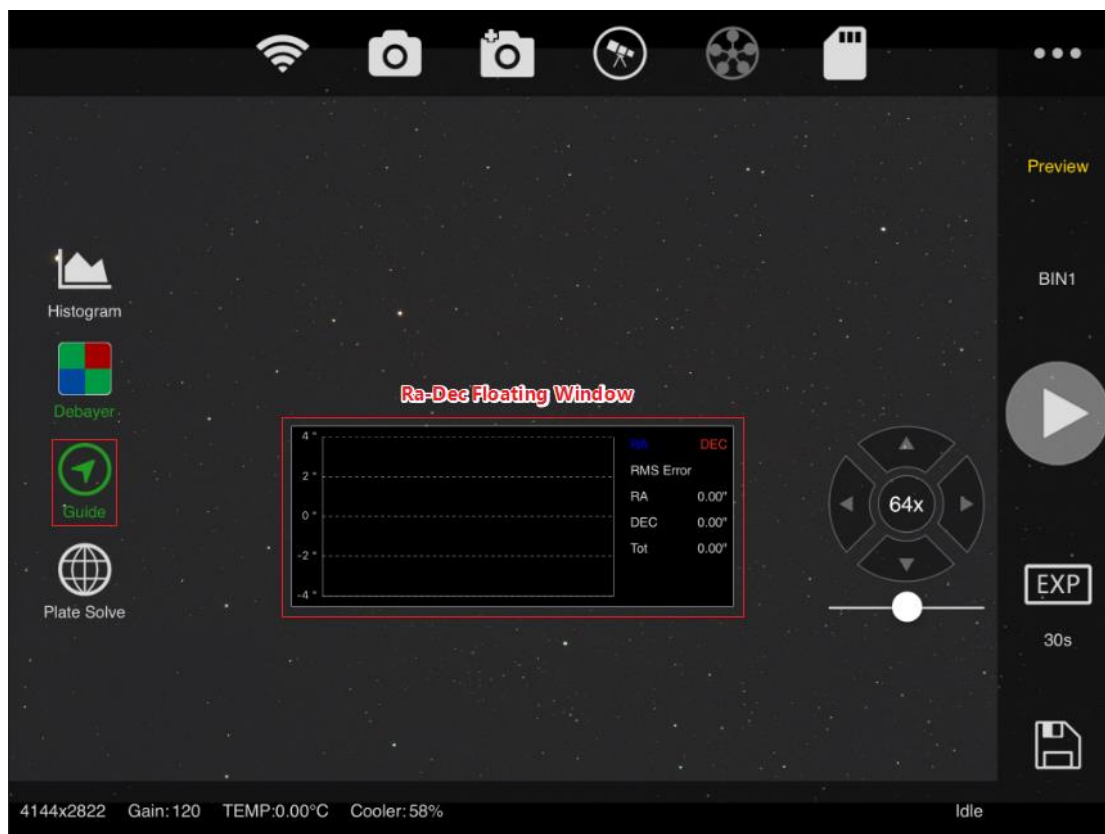 Preview
BIN1
Histogram
Debayer
Ra-Dec Floating Window
4"
RA DEC
2"
RMS Error
RA 0.00"
0"
DEC 0.00"
Tot 0.00"
-2"
-4"
64x
Guide
Plate Solve
EXP
30s
4144x2822 Gain:120 TEMP:0.00°C Cooler:58% Idle